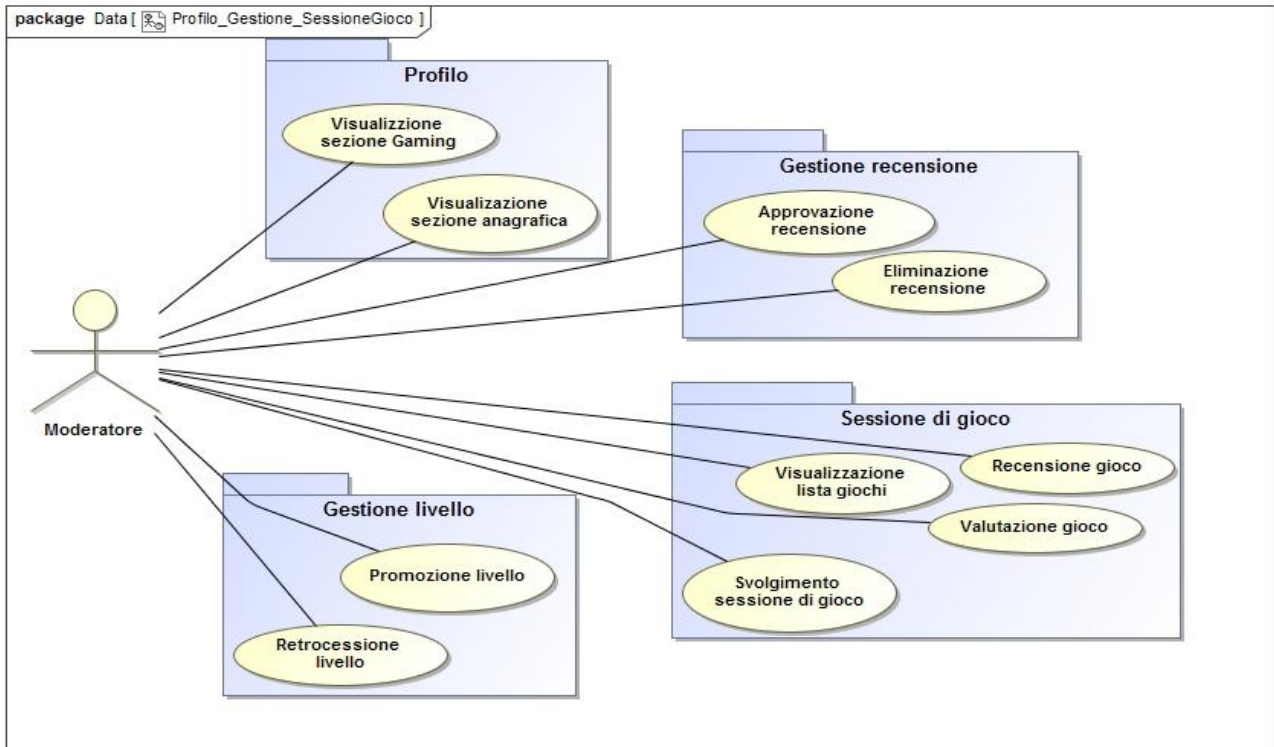 package Data [ Profilo_Gestione_SessioneGioco ]
Profilo
Visualizzione
sezione Gaming
Visualizazione
sezione anagrafica
Gestione recensione
Approvazione
recensione
Eliminazione
recensione
Moderatore
Sessione di gioco
Recensione gioco
Visualizzazione
lista giochi
Valutazione gioco
Svolgimento
sessione di gioco
Gestione livello
Promozione livello
Retrocessione
livello